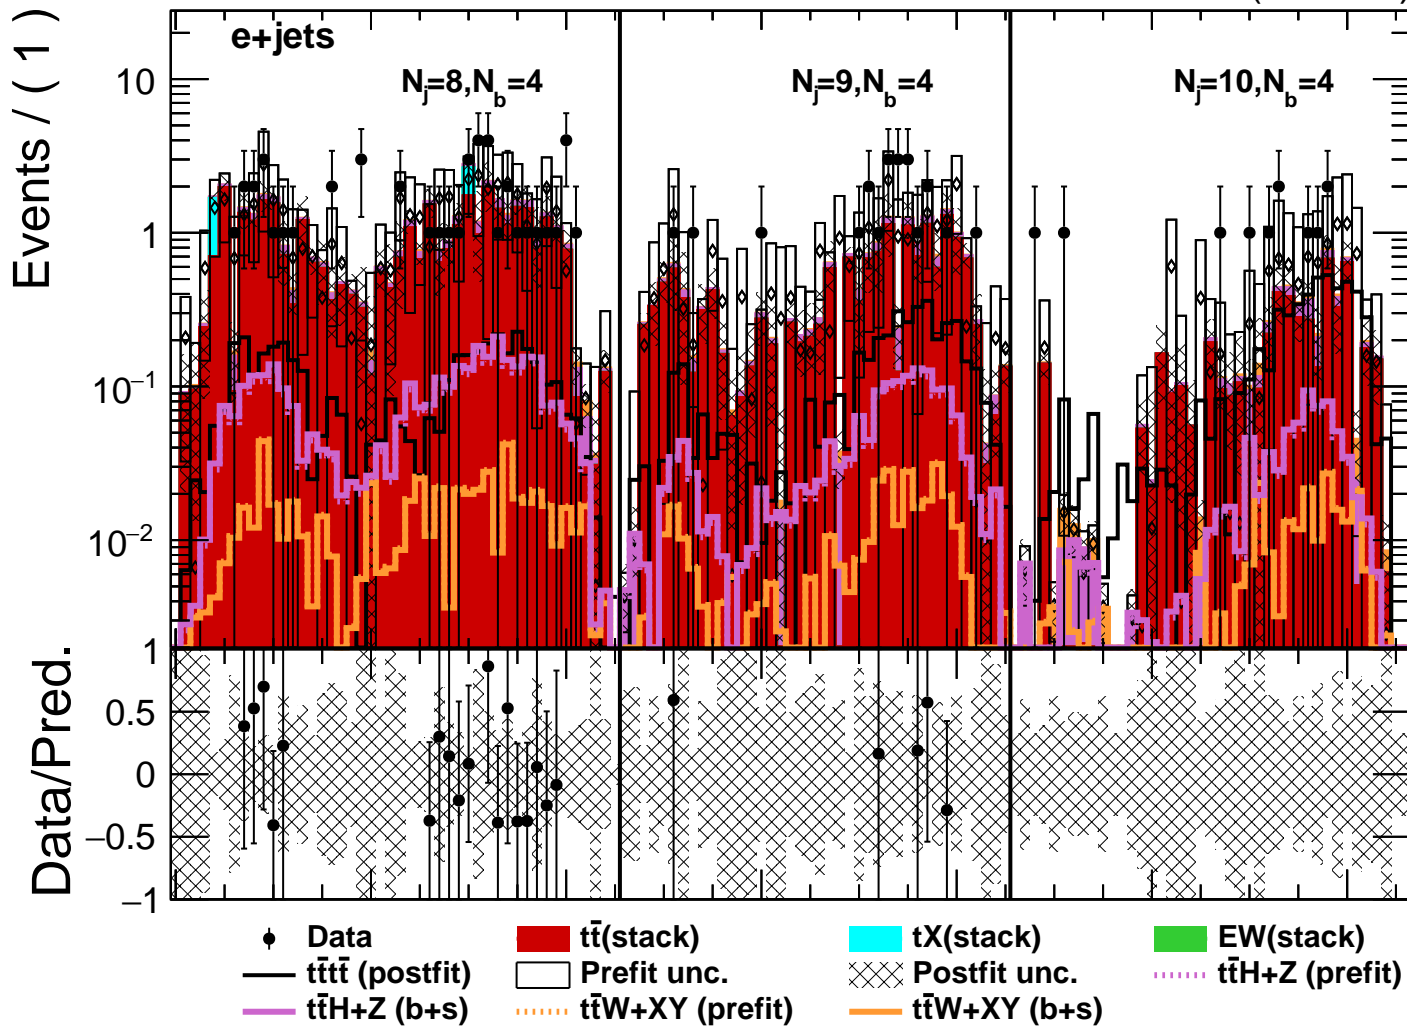 e+jets
N_j=8,N_b=4
N_j=9,N_b=4
N_j=10,N_b=4
Events / ( 1 )
10
1
10⁻¹
10⁻²
Data/Pred.
1
0.5
0
−0.5
−1
Data
tt̄(stack)
tX(stack)
EW(stack)
tt̄tt̄ (postfit)
Prefit unc.
Postfit unc.
tt̄H+Z (prefit)
tt̄H+Z (b+s)
tt̄W+XY (prefit)
tt̄W+XY (b+s)